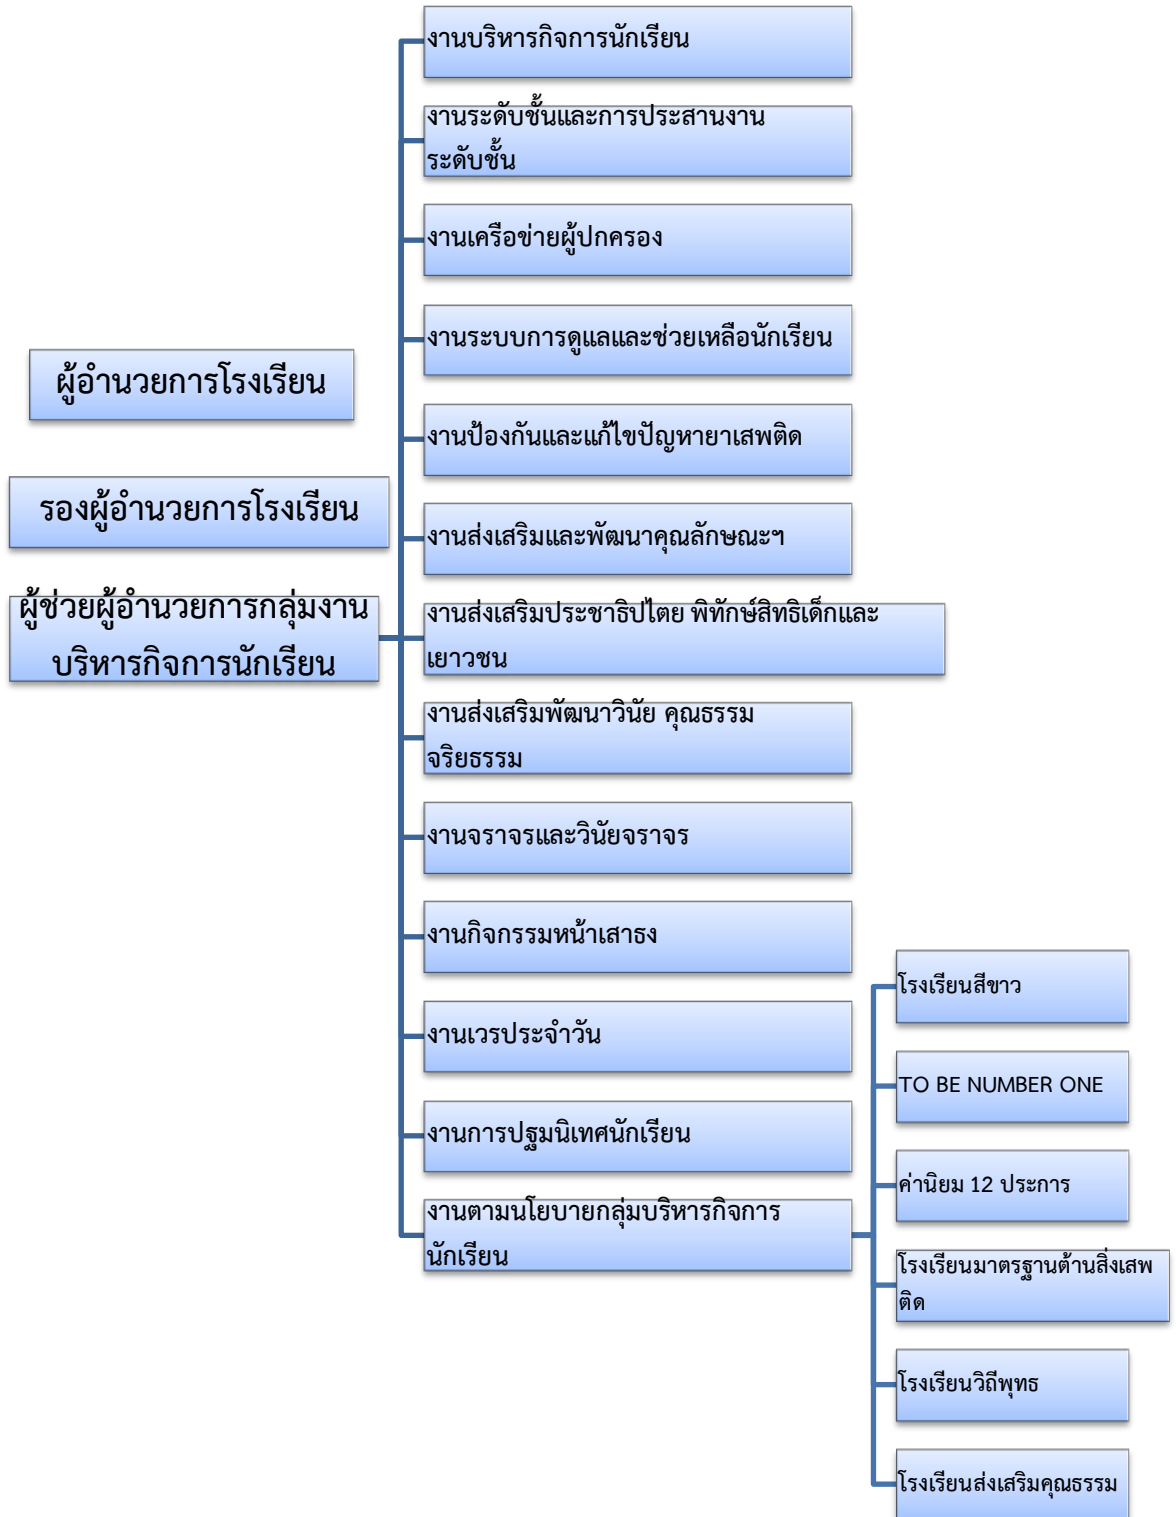 ผู้อำนวยการโรงเรียน
รองผู้อำนวยการโรงเรียน
ผู้ช่วยผู้อำนวยการกลุ่มงาน
บริหารกิจการนักเรียน
งานบริหารกิจการนักเรียน
งานระดับชั้นและการประสานงาน
ระดับชั้น
งานเครือข่ายผู้ปกครอง
งานระบบการดูแลและช่วยเหลือนักเรียน
งานป้องกันและแก้ไขปัญหายาเสพติด
งานส่งเสริมและพัฒนาคุณลักษณะฯ
งานส่งเสริมประชาธิปไตย พิทักษ์สิทธิเด็กและ
เยาวชน
งานส่งเสริมพัฒนาวินัย คุณธรรม
จริยธรรม
งานจราจรและวินัยจราจร
งานกิจกรรมหน้าเสาธง
งานเวรประจำวัน
งานการปฐมนิเทศนักเรียน
งานตามนโยบายกลุ่มบริหารกิจการ
นักเรียน
โรงเรียนสีขาว
TO BE NUMBER ONE
ค่านิยม 12 ประการ
โรงเรียนมาตรฐานต้านสิ่งเสพ
ติด
โรงเรียนวิถีพุทธ
โรงเรียนส่งเสริมคุณธรรม